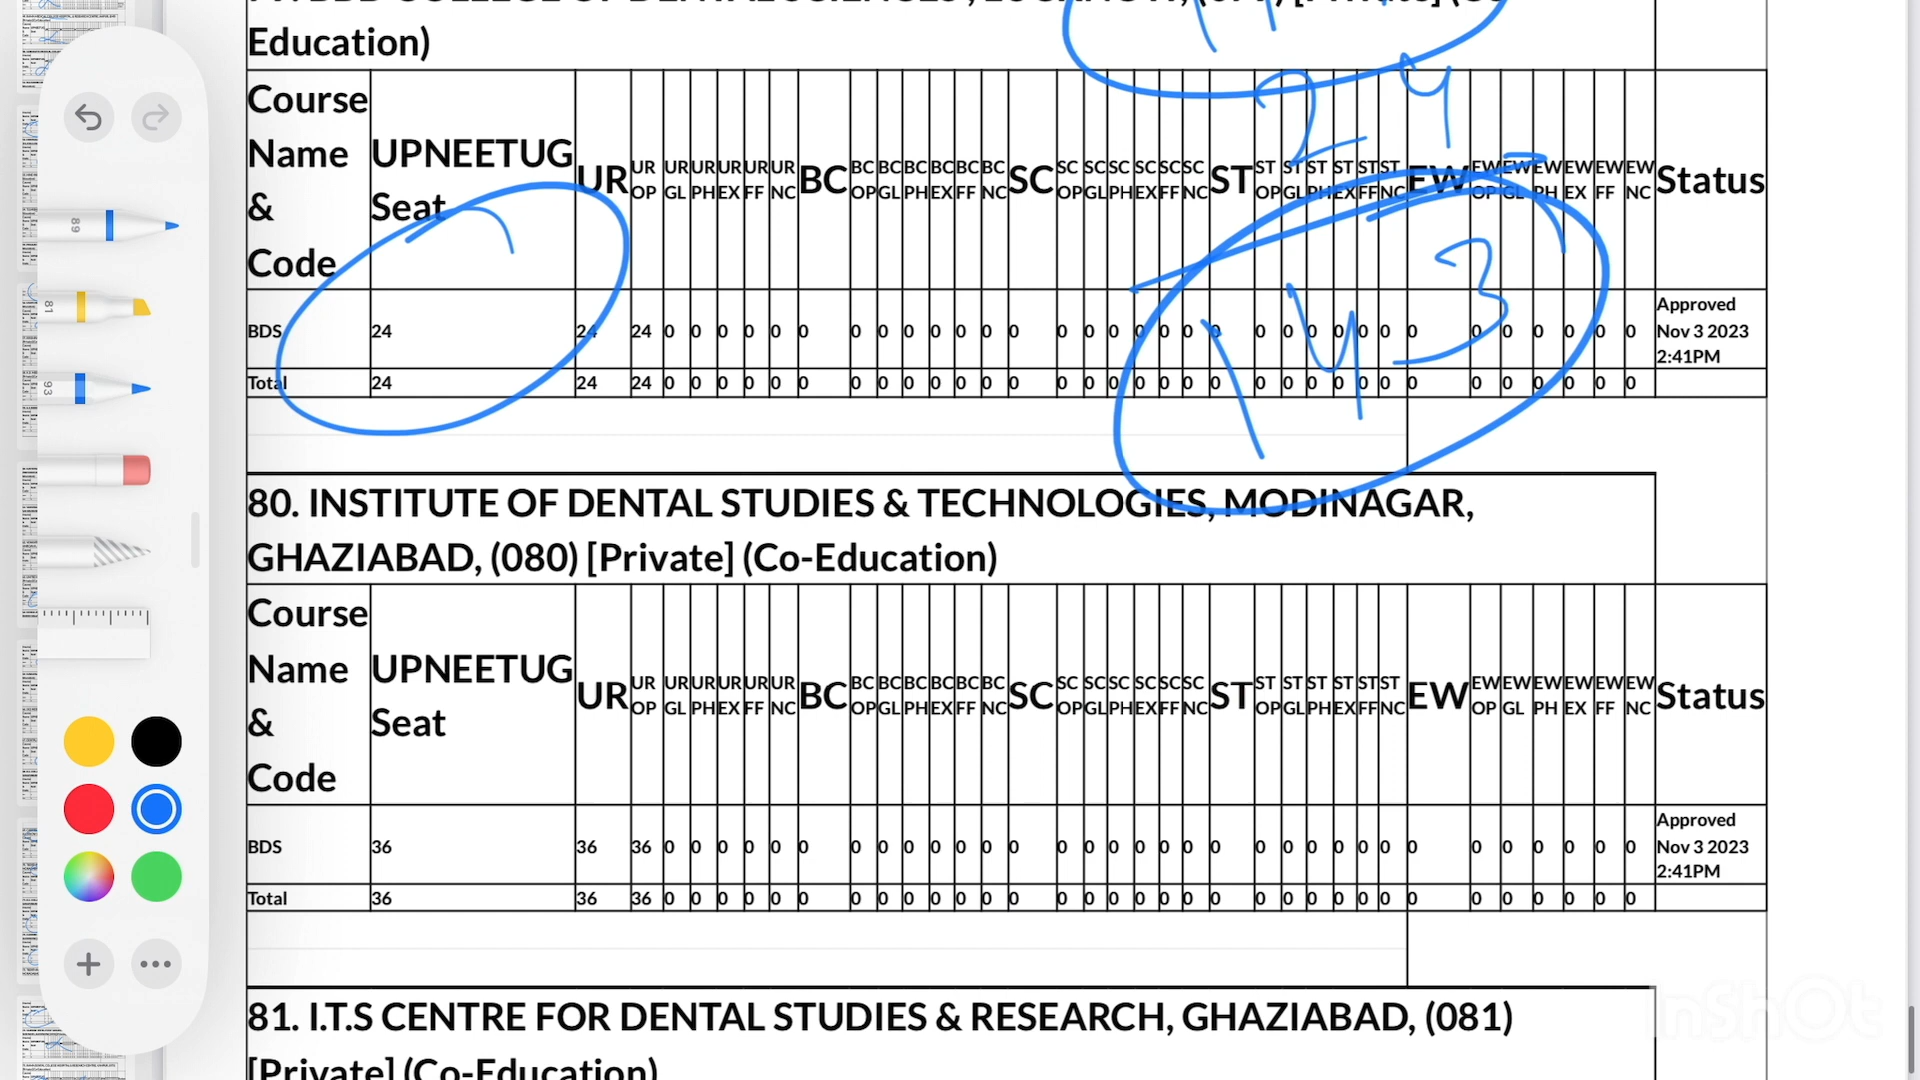 Education)
Course Name & Code UPNEETUG Seat UR UR OP UR GL UR PH UR EX UR FF UR NC BC BC OP BC GL BC PH BC EX BC FF BC NC SC SC OP SC GL SC PH SC EX SC FF SC NC ST ST OP ST GL ST PH ST EX ST FF ST NC EW EW OP EW GL EW PH EW EX EW FF EW NC Status
BDS 24 24 24 0 0 0 0 0 0 0 0 0 0 0 0 0 0 0 0 0 0 0 0 0 0 0 0 0 0 0 0 0 0 0 0 0 Approved Nov 3 2023 2:41PM
Total 24 24 24 0 0 0 0 0 0 0 0 0 0 0 0 0 0 0 0 0 0 0 0 0 0 0 0 0 0 0 0 0 0 0 0 0
24
143
80. INSTITUTE OF DENTAL STUDIES & TECHNOLOGIES, MODINAGAR,
GHAZIABAD, (080) [Private] (Co-Education)
Course Name & Code UPNEETUG Seat UR UR OP UR GL UR PH UR EX UR FF UR NC BC BC OP BC GL BC PH BC EX BC FF BC NC SC SC OP SC GL SC PH SC EX SC FF SC NC ST ST OP ST GL ST PH ST EX ST FF ST NC EW EW OP EW GL EW PH EW EX EW FF EW NC Status
BDS 36 36 36 0 0 0 0 0 0 0 0 0 0 0 0 0 0 0 0 0 0 0 0 0 0 0 0 0 0 0 0 0 0 0 0 0 Approved Nov 3 2023 2:41PM
Total 36 36 36 0 0 0 0 0 0 0 0 0 0 0 0 0 0 0 0 0 0 0 0 0 0 0 0 0 0 0 0 0 0 0 0 0
81. I.T.S CENTRE FOR DENTAL STUDIES & RESEARCH, GHAZIABAD, (081)
[Private] (Co-Education)
89
81
93
InShOt